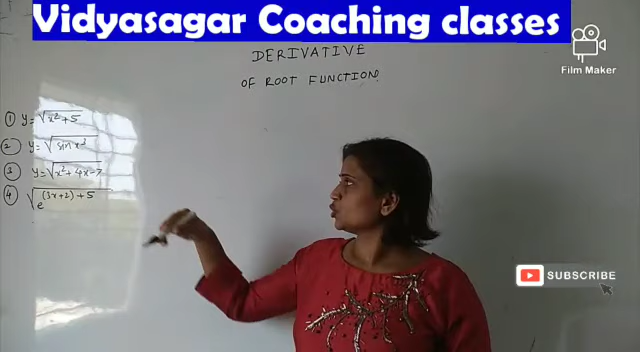 Vidyasagar Coaching classes
Film Maker
DERIVATIVE
OF ROOT FUNCTION
① y = √x² + 5
② y = √sin x³
③ y = √x² + 4x - 7
④ √e^(3x+2) + 5
SUBSCRIBE